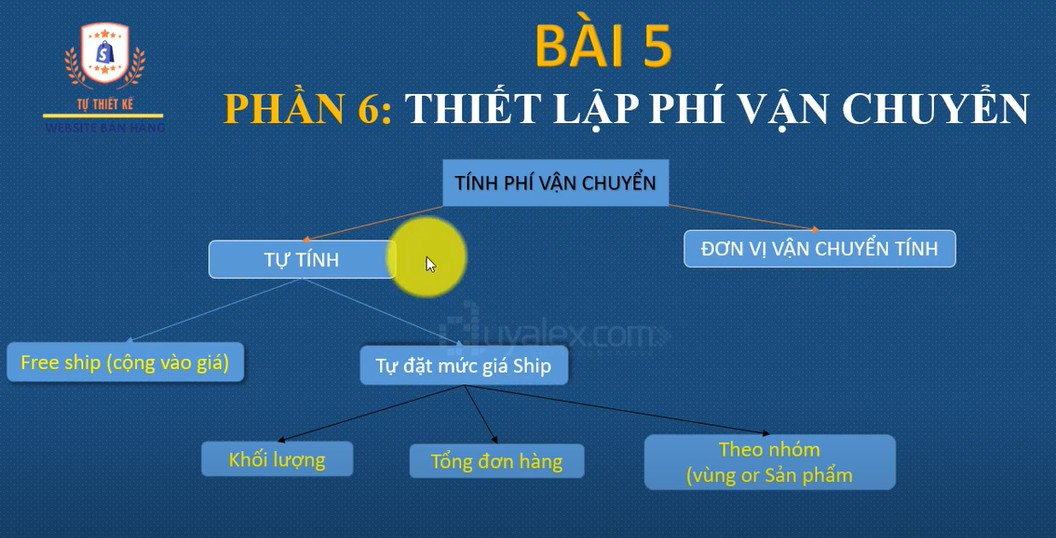 BÀI 5
PHẦN 6: THIẾT LẬP PHÍ VẬN CHUYỂN
TỰ THIẾT KẾ
WEBSITE BÁN HÀNG
TÍNH PHÍ VẬN CHUYỂN
TỰ TÍNH
ĐƠN VỊ VẬN CHUYỂN TÍNH
uyalex.com
Free ship (cộng vào giá)
Tự đặt mức giá Ship
Khối lượng
Tổng đơn hàng
Theo nhóm
(vùng or Sản phẩm